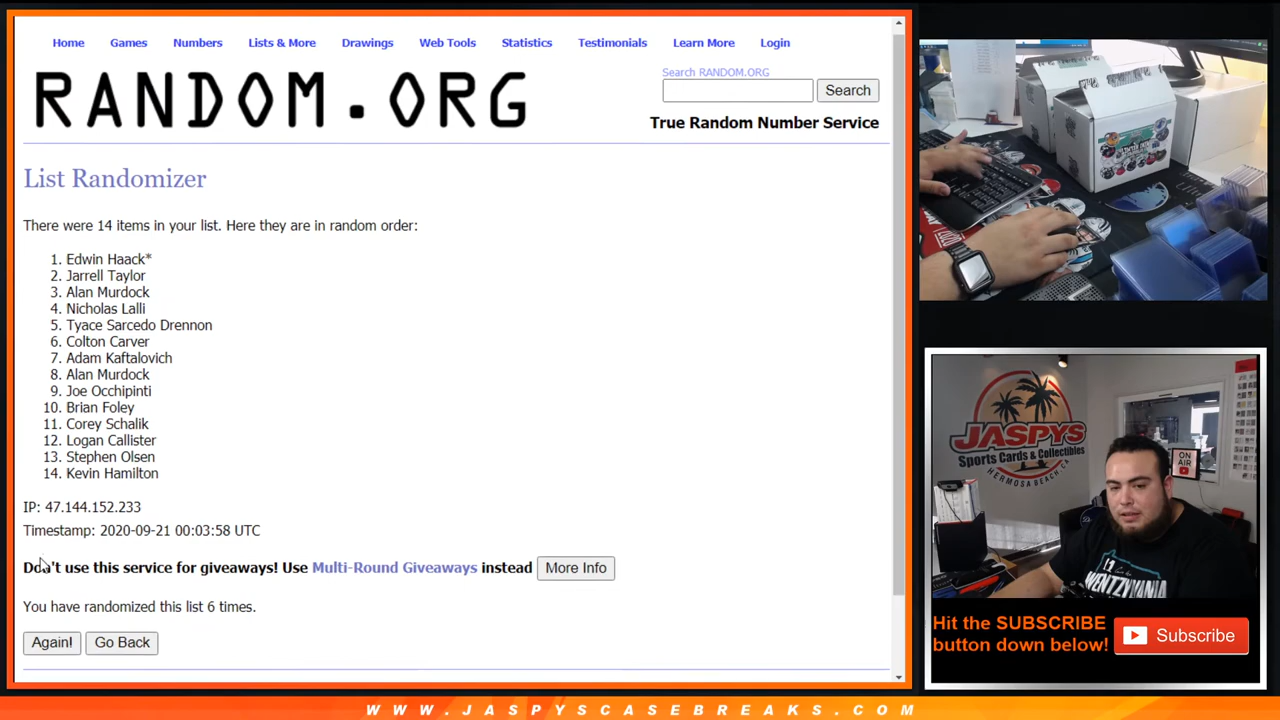 Home Games Numbers Lists & More Drawings Web Tools Statistics Testimonials Learn More Login
RANDOM.ORG
Search RANDOM.ORG
Search
True Random Number Service
List Randomizer
There were 14 items in your list. Here they are in random order:
1. Edwin Haack*
2. Jarrell Taylor
3. Alan Murdock
4. Nicholas Lalli
5. Tyace Sarcedo Drennon
6. Colton Carver
7. Adam Kaftalovich
8. Alan Murdock
9. Joe Occhipinti
10. Brian Foley
11. Corey Schalik
12. Logan Callister
13. Stephen Olsen
14. Kevin Hamilton
IP: 47.144.152.233
Timestamp: 2020-09-21 00:03:58 UTC
Don't use this service for giveaways! Use Multi-Round Giveaways instead More Info
You have randomized this list 6 times.
Again! Go Back
JASPYS
Sports Cards & Collectibles
HERMOSA BEACH, CA
ON
AIR
WENTZYLVANIA
Hit the SUBSCRIBE
button down below!
Subscribe
WWW.JASPYSCASEBREAKS.COM